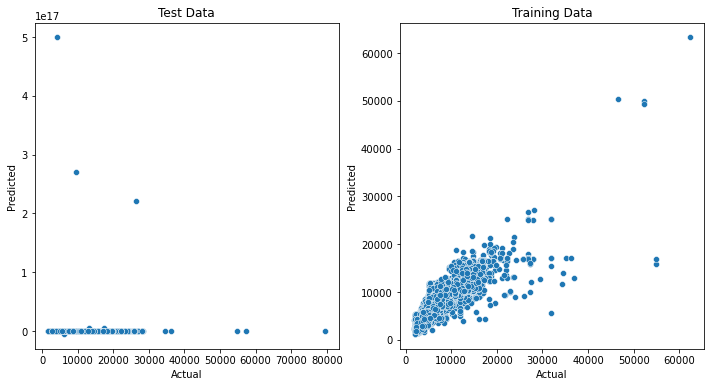 Test Data
1e17
5
4
3
2
1
0
Predicted
0 10000 20000 30000 40000 50000 60000 70000 80000
Actual
Training Data
60000
50000
40000
30000
20000
10000
0
Predicted
0 10000 20000 30000 40000 50000 60000
Actual